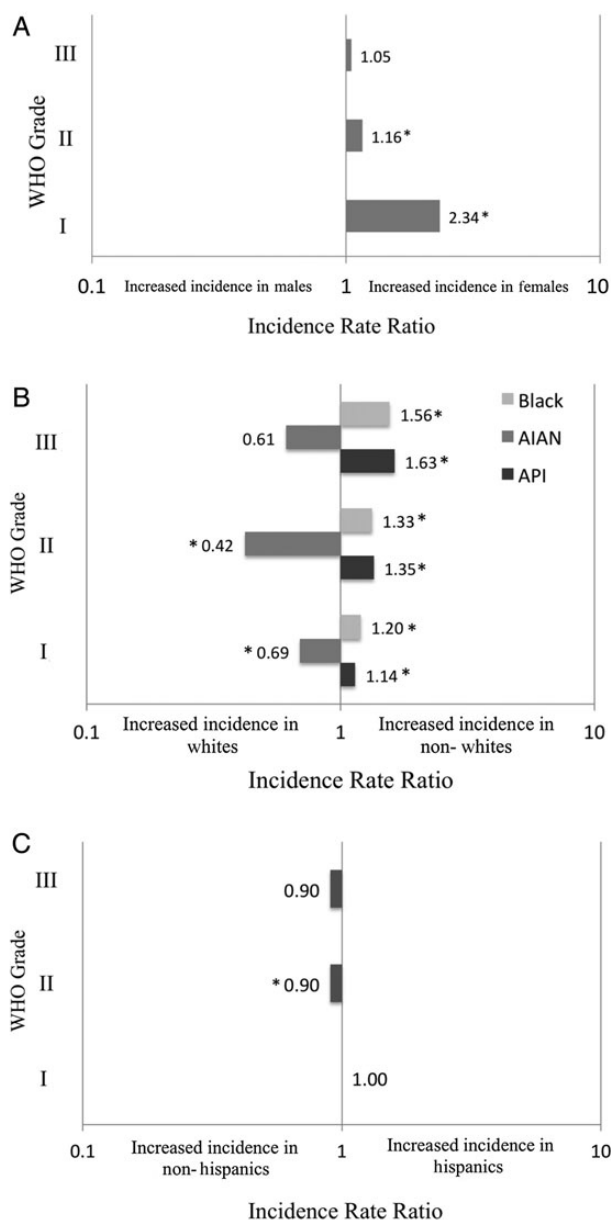 A
III
1.05
WHO Grade
II
1.16 *
I
2.34 *
0.1 Increased incidence in males 1 Increased incidence in females 10
Incidence Rate Ratio
B
Black
AIAN
API
III
1.56 *
0.61
1.63 *
WHO Grade
II
1.33 *
* 0.42
1.35 *
I
1.20 *
* 0.69
1.14 *
0.1 Increased incidence in whites 1 Increased incidence in non- whites 10
Incidence Rate Ratio
C
III
0.90
WHO Grade
II
* 0.90
I
1.00
0.1 Increased incidence in non-hispanics 1 Increased incidence in hispanics 10
Incidence Rate Ratio